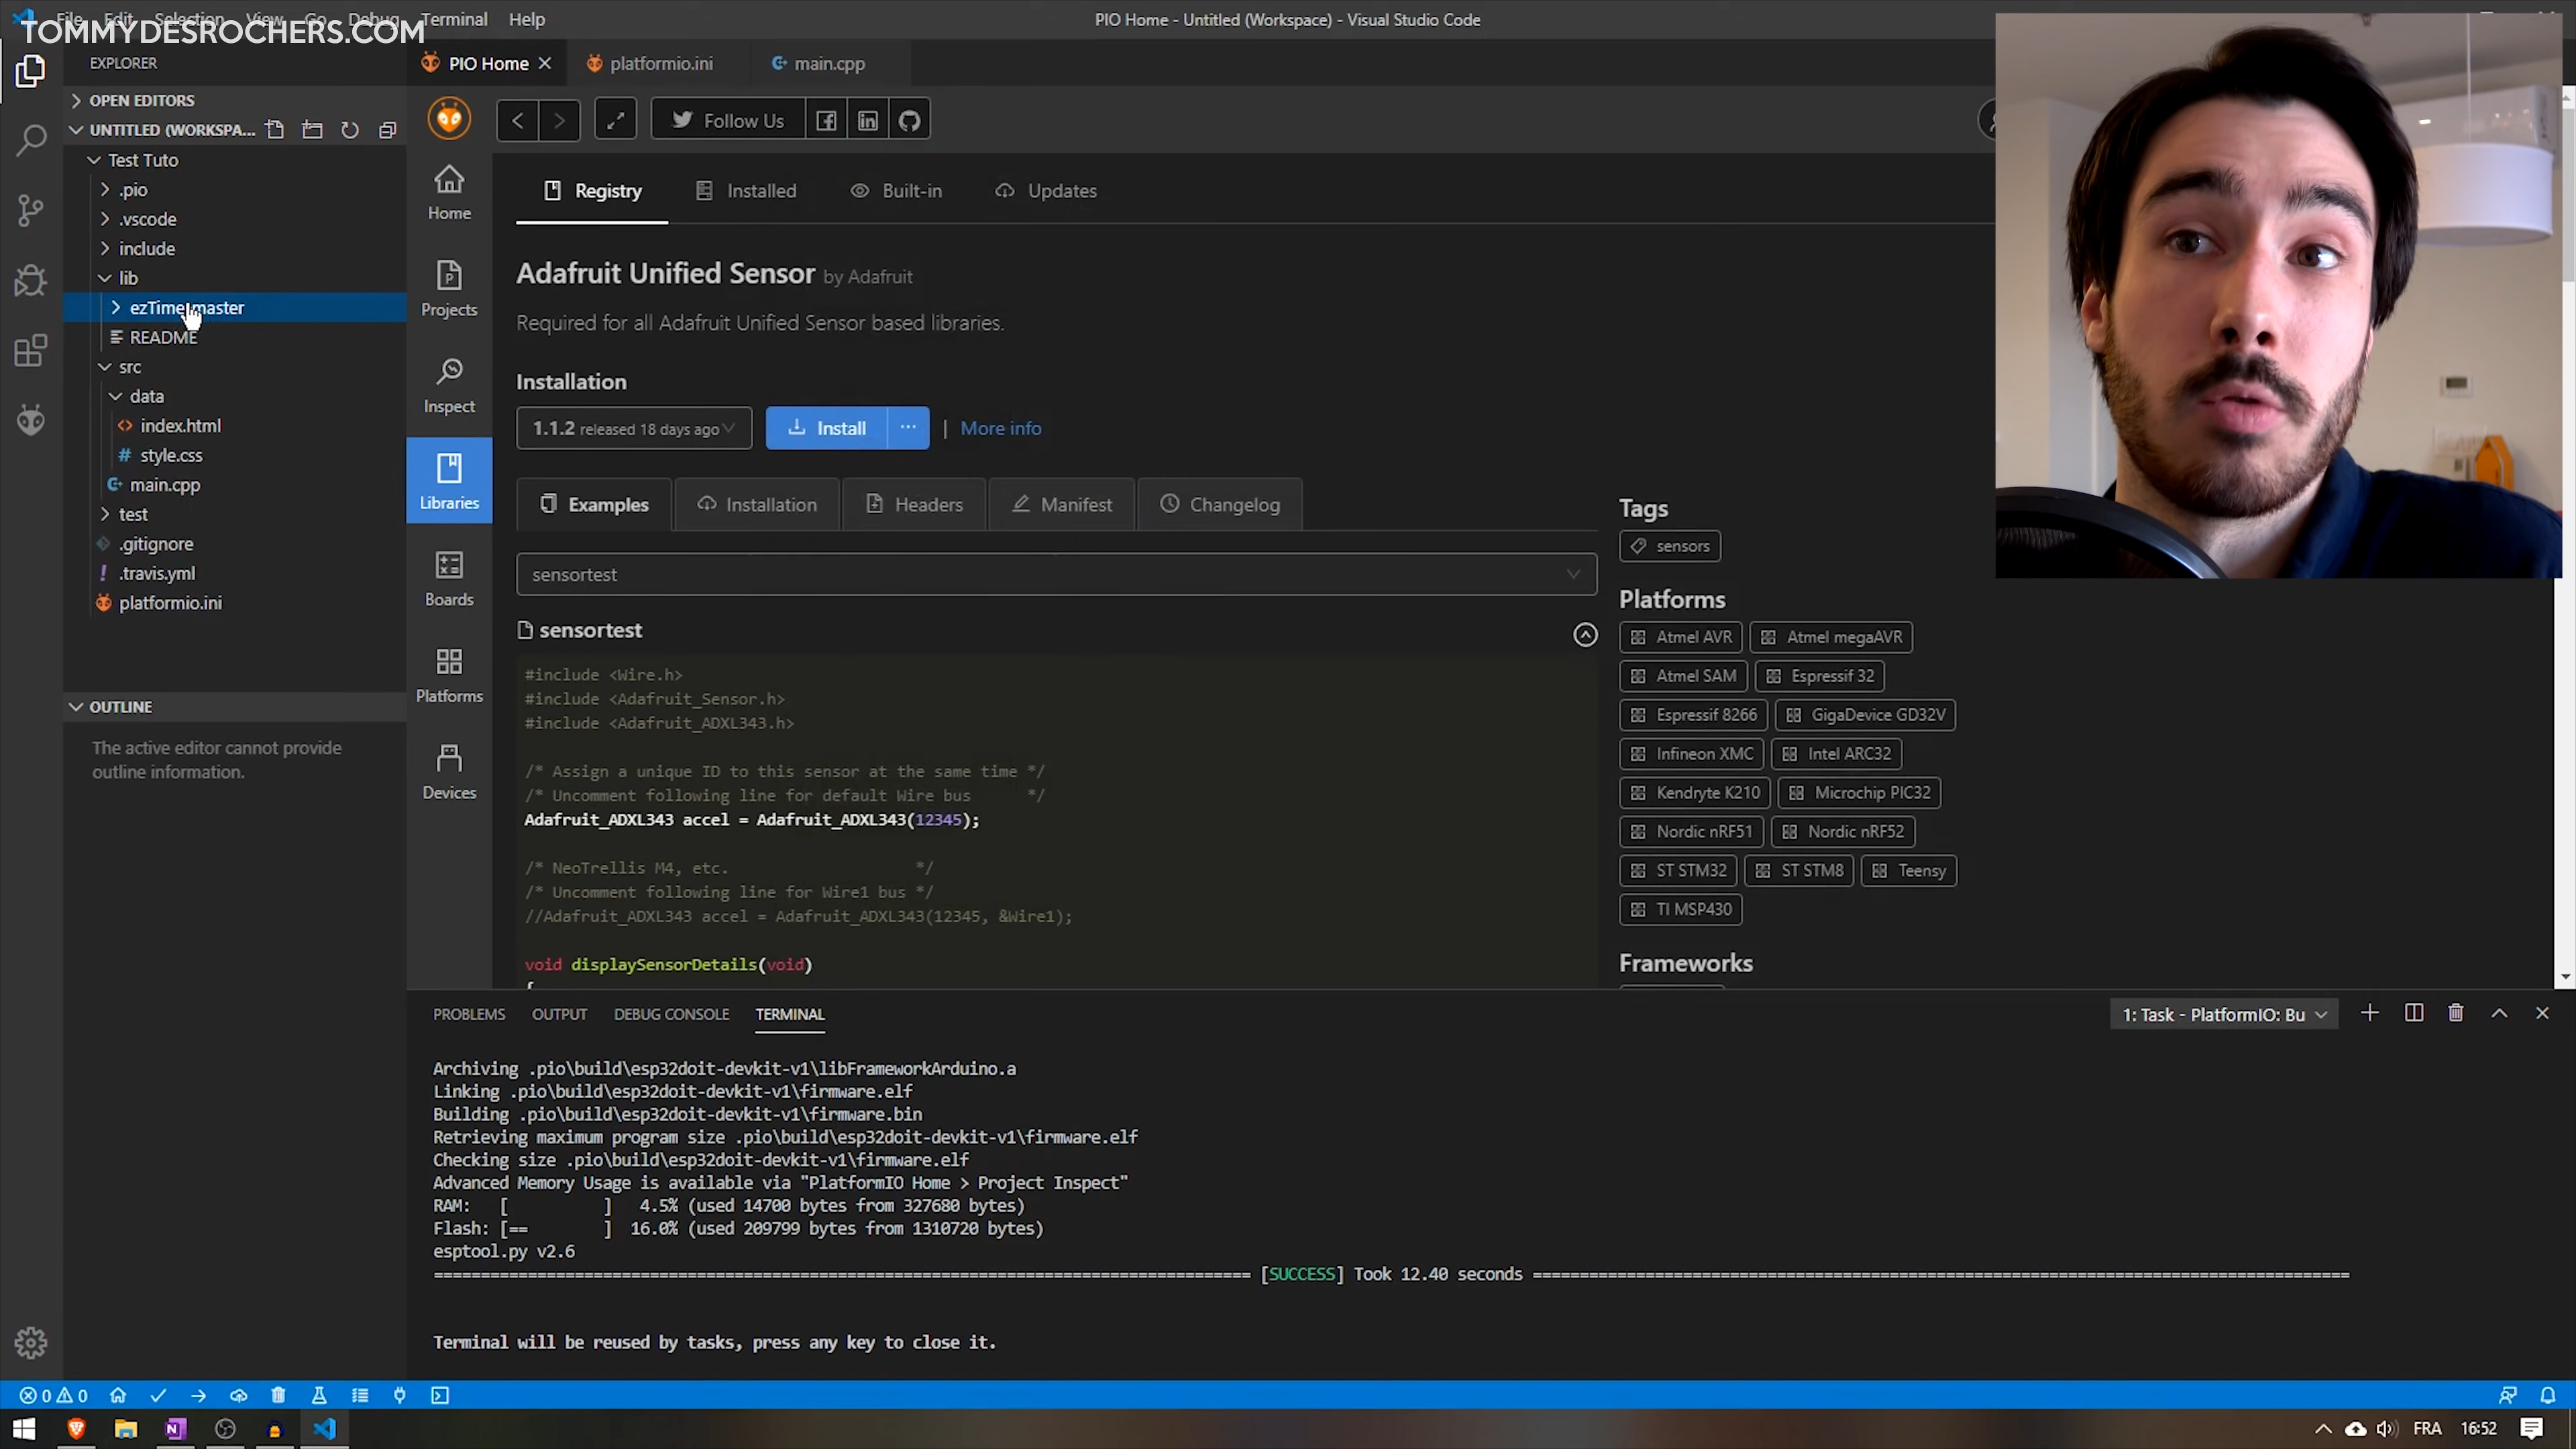 File Edit Selection View Go Debug Terminal Help
PIO Home - Untitled (Workspace) - Visual Studio Code
TOMMYDESROCHERS.COM
EXPLORER
PIO Home
platformio.ini
main.cpp
OPEN EDITORS
UNTITLED (WORKSPA...
Test Tuto
.pio
.vscode
include
lib
ezTime-master
README
src
data
index.html
style.css
main.cpp
test
.gitignore
.travis.yml
platformio.ini
OUTLINE
The active editor cannot provide
outline information.
Follow Us
Home
Projects
Inspect
Libraries
Boards
Platforms
Devices
Registry
Installed
Built-in
Updates
Adafruit Unified Sensor by Adafruit
Required for all Adafruit Unified Sensor based libraries.
Installation
1.1.2 released 18 days ago
Install ··· | More info
Examples
Installation
Headers
Manifest
Changelog
sensortest
sensortest
#include <Wire.h>
#include <Adafruit_Sensor.h>
#include <Adafruit_ADXL343.h>
/* Assign a unique ID to this sensor at the same time */
/* Uncomment following line for default Wire bus */
Adafruit_ADXL343 accel = Adafruit_ADXL343(12345);
/* NeoTrellis M4, etc. */
/* Uncomment following line for Wire1 bus */
//Adafruit_ADXL343 accel = Adafruit_ADXL343(12345, &Wire1);
void displaySensorDetails(void)
{
Tags
sensors
Platforms
Atmel AVR
Atmel megaAVR
Atmel SAM
Espressif 32
Espressif 8266
GigaDevice GD32V
Infineon XMC
Intel ARC32
Kendryte K210
Microchip PIC32
Nordic nRF51
Nordic nRF52
ST STM32
ST STM8
Teensy
TI MSP430
Frameworks
PROBLEMS OUTPUT DEBUG CONSOLE TERMINAL
1: Task - PlatformIO: Bu
Archiving .pio\build\esp32doit-devkit-v1\libFrameworkArduino.a
Linking .pio\build\esp32doit-devkit-v1\firmware.elf
Building .pio\build\esp32doit-devkit-v1\firmware.bin
Retrieving maximum program size .pio\build\esp32doit-devkit-v1\firmware.elf
Checking size .pio\build\esp32doit-devkit-v1\firmware.elf
Advanced Memory Usage is available via "PlatformIO Home > Project Inspect"
RAM: [ ] 4.5% (used 14700 bytes from 327680 bytes)
Flash: [== ] 16.0% (used 209799 bytes from 1310720 bytes)
esptool.py v2.6
[SUCCESS] Took 12.40 seconds
Terminal will be reused by tasks, press any key to close it.
0 0
FRA 16:52